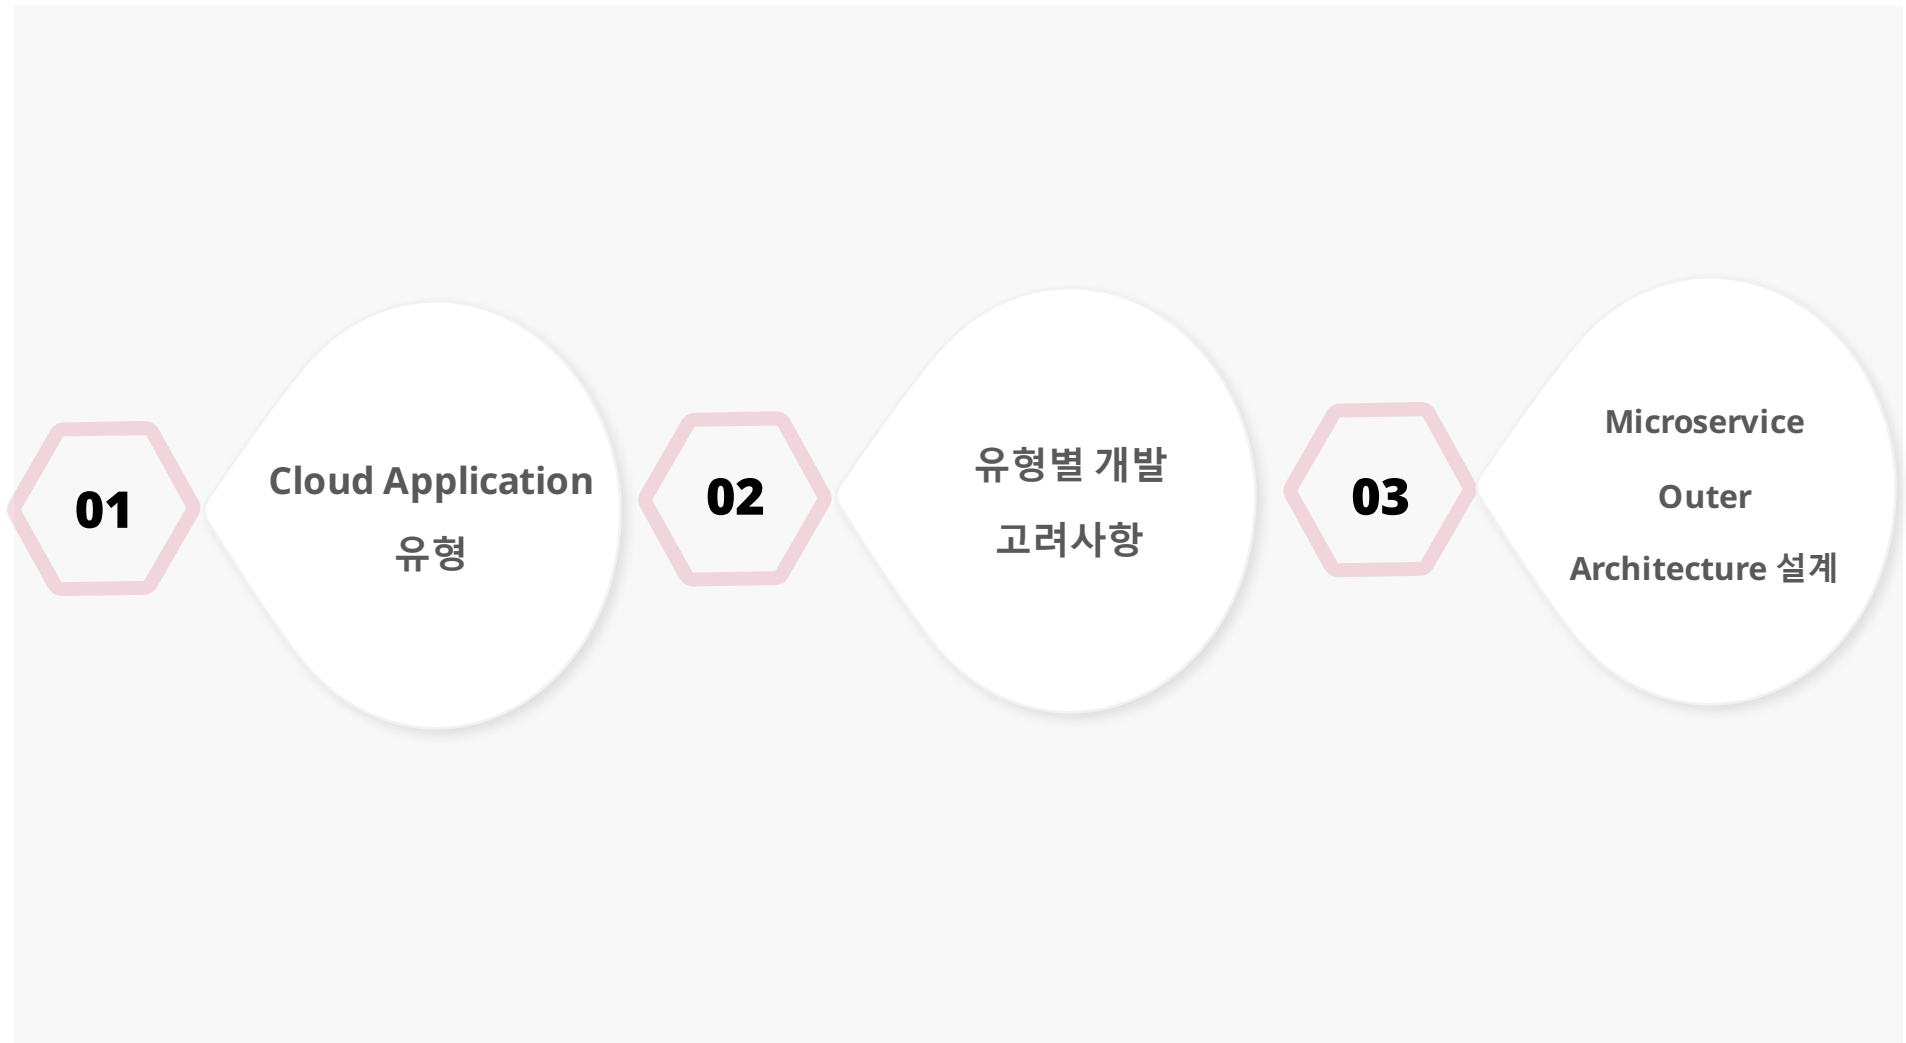 01
Cloud Application
유형
02
유형별 개발
고려사항
03
Microservice
Outer
Architecture 설계